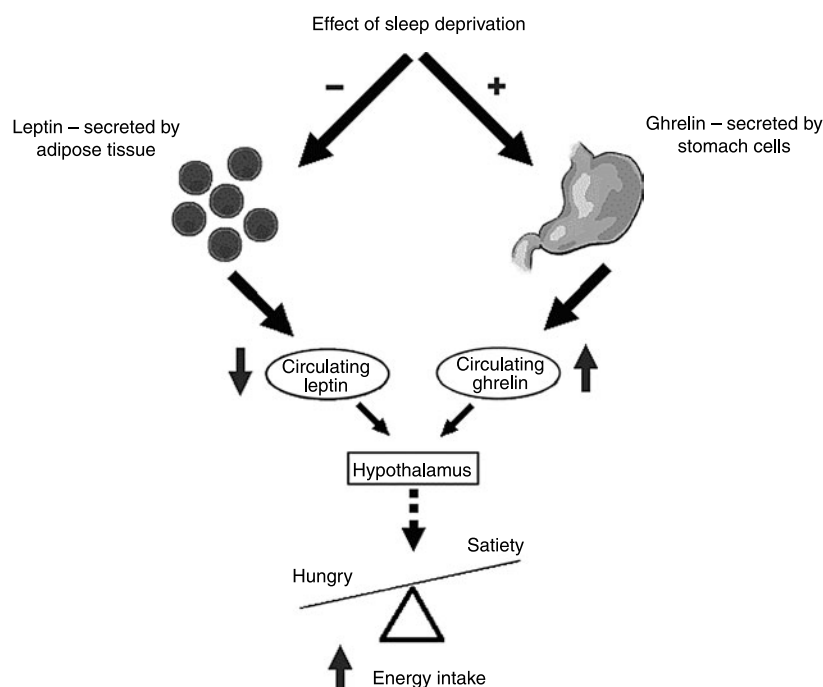 Effect of sleep deprivation
–
+
Leptin – secreted by
adipose tissue
Ghrelin – secreted by
stomach cells
Circulating
leptin
Circulating
ghrelin
Hypothalamus
Satiety
Hungry
Energy intake